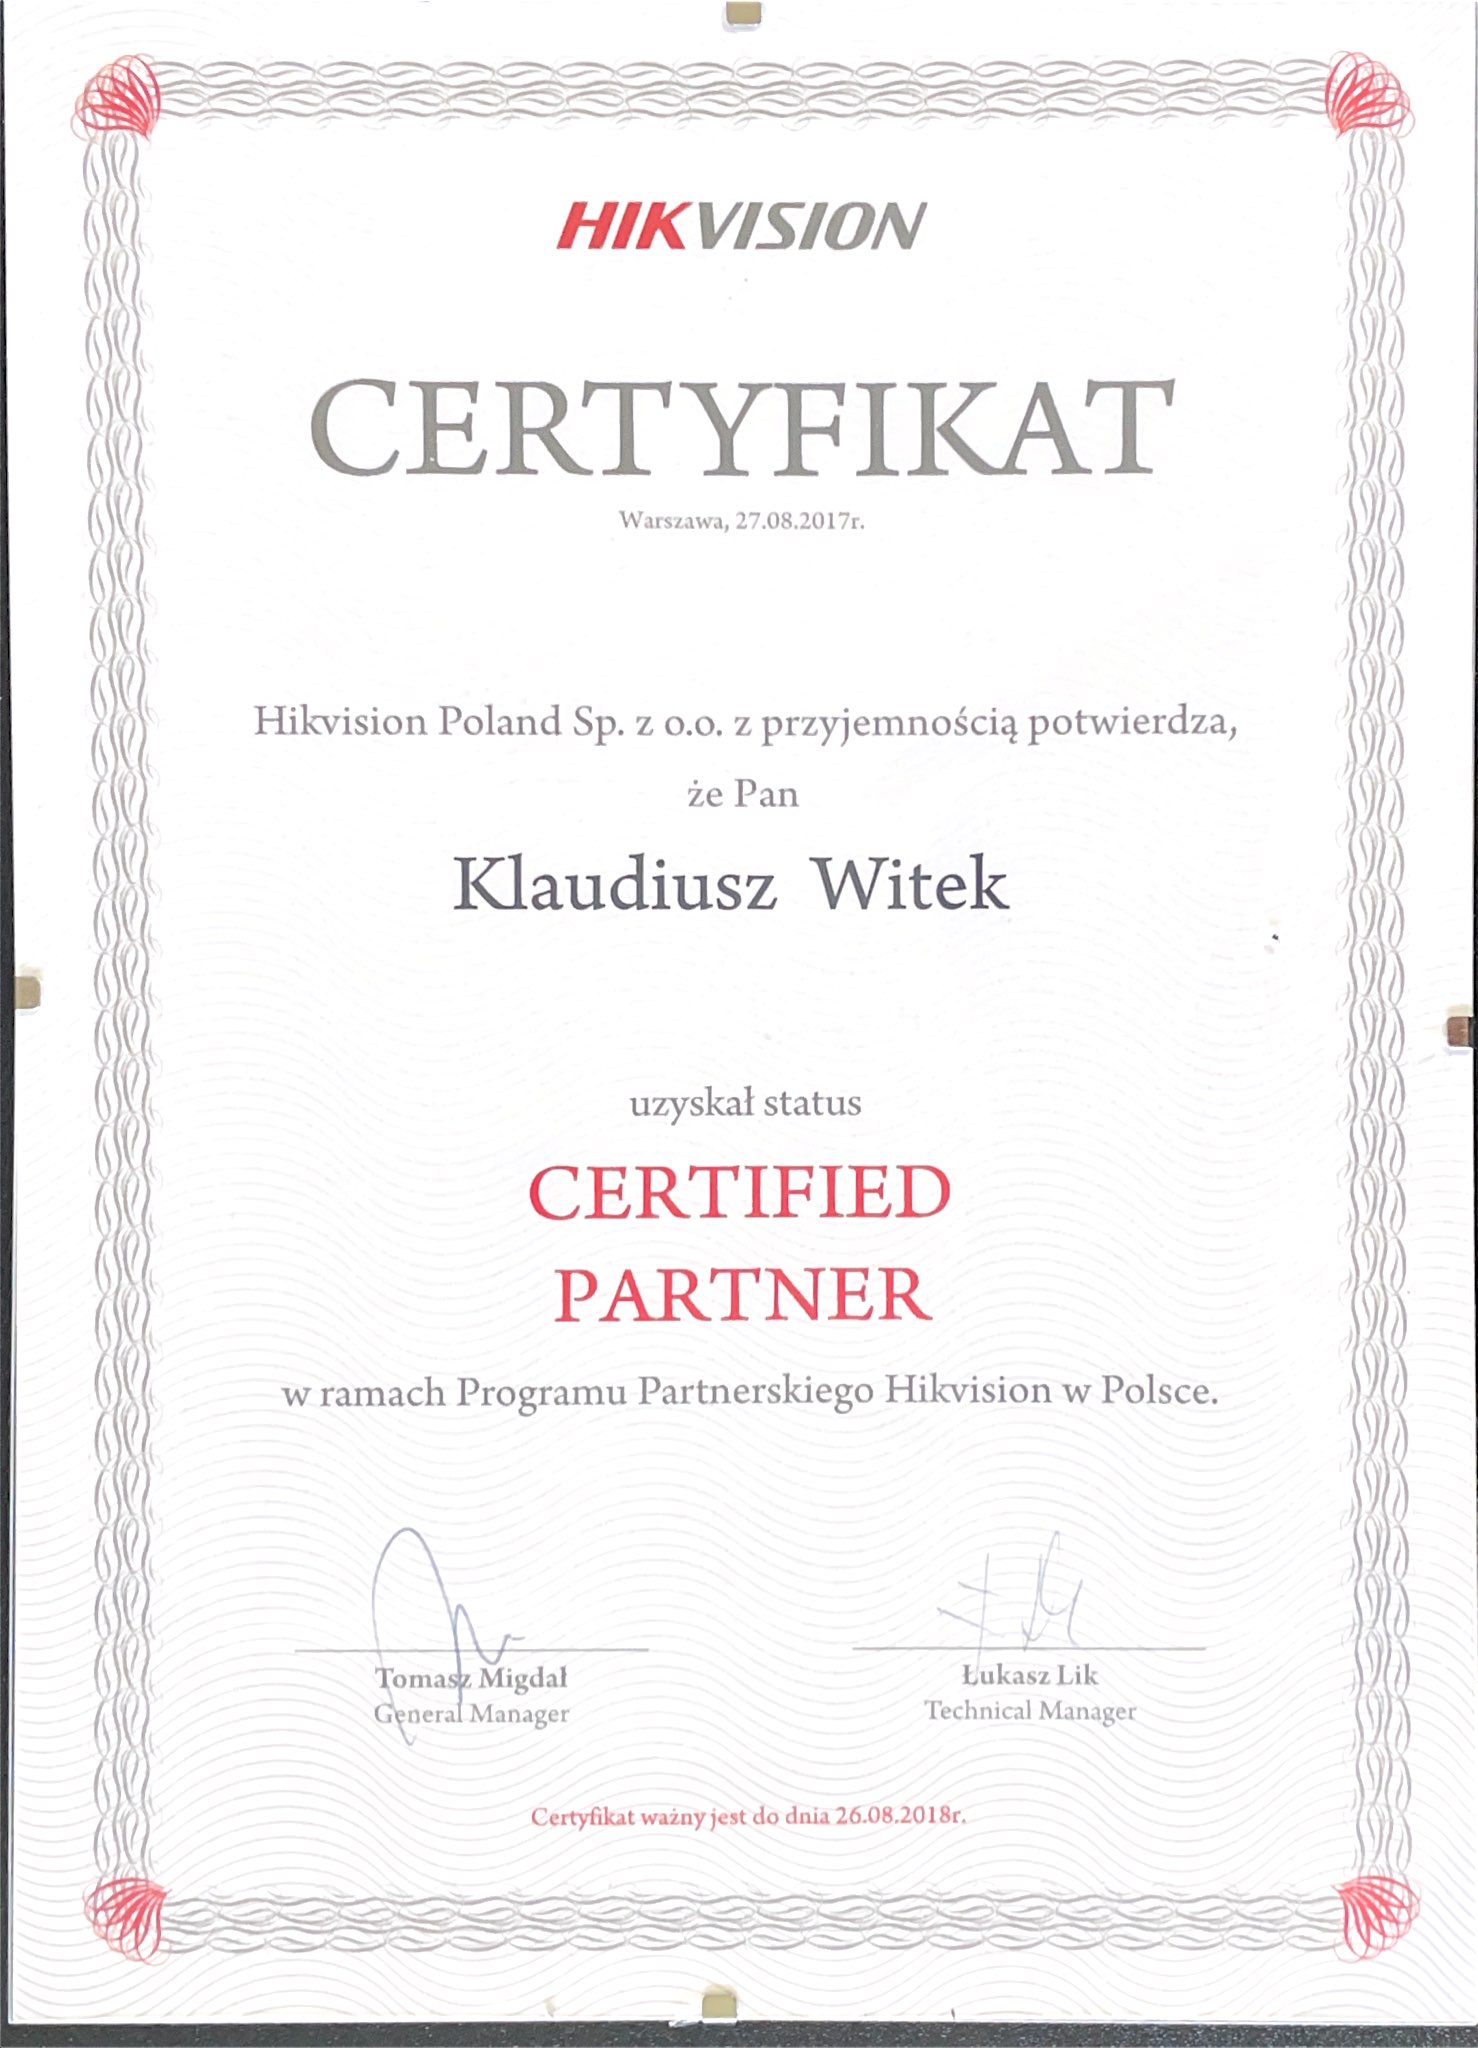 HIKVISION
CERTYFIKAT
Warszawa, 27.08.2017r.
Hikvision Poland Sp. z o.o. z przyjemnością potwierdza,
że Pan
Klaudiusz Witek
uzyskał status
CERTIFIED
PARTNER
w ramach Programu Partnerskiego Hikvision w Polsce.
Tomasz Migdał
General Manager
Łukasz Lik
Technical Manager
Certyfikat ważny jest do dnia 26.08.2018r.